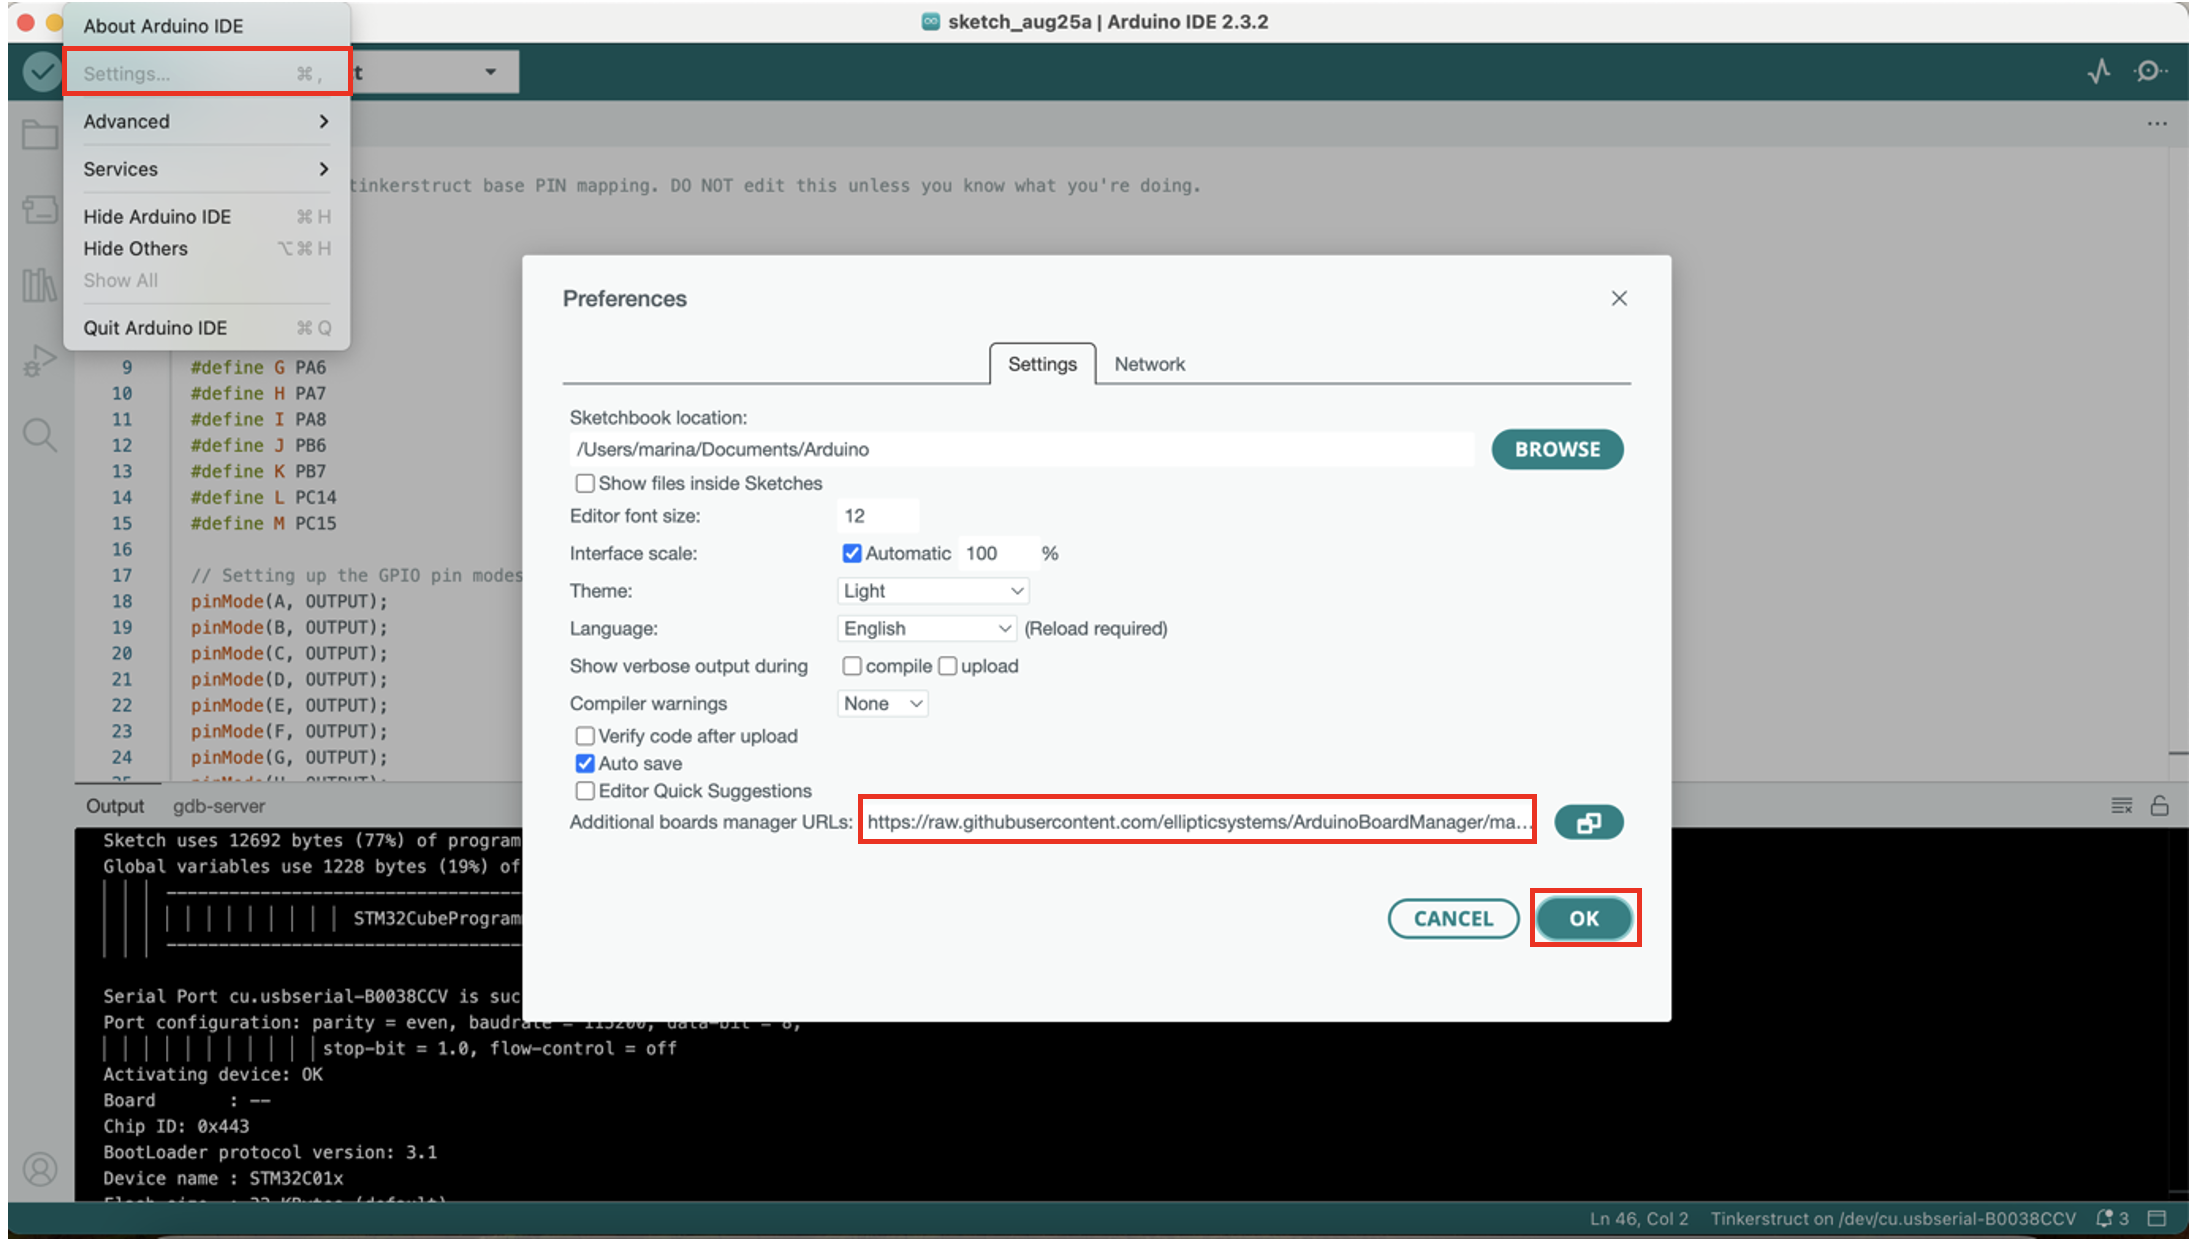 sketch_aug25a | Arduino IDE 2.3.2
About Arduino IDE
Settings... ⌘ ,
Advanced
Services
Hide Arduino IDE ⌘ H
Hide Others ⌥ ⌘ H
Show All
Quit Arduino IDE ⌘ Q
t
tinkerstruct base PIN mapping. DO NOT edit this unless you know what you're doing.
9 #define G PA6
10 #define H PA7
11 #define I PA8
12 #define J PB6
13 #define K PB7
14 #define L PC14
15 #define M PC15
16
17 // Setting up the GPIO pin modes
18 pinMode(A, OUTPUT);
19 pinMode(B, OUTPUT);
20 pinMode(C, OUTPUT);
21 pinMode(D, OUTPUT);
22 pinMode(E, OUTPUT);
23 pinMode(F, OUTPUT);
24 pinMode(G, OUTPUT);
Preferences
Settings Network
Sketchbook location:
/Users/marina/Documents/Arduino BROWSE
Show files inside Sketches
Editor font size: 12
Interface scale: Automatic 100 %
Theme: Light
Language: English (Reload required)
Show verbose output during compile upload
Compiler warnings None
Verify code after upload
Auto save
Editor Quick Suggestions
Additional boards manager URLs: https://raw.githubusercontent.com/ellipticsystems/ArduinoBoardManager/ma...
CANCEL OK
Output gdb-server
Sketch uses 12692 bytes (77%) of program
Global variables use 1228 bytes (19%) of
STM32CubeProgram
Serial Port cu.usbserial-B0038CCV is suc
Port configuration: parity = even, baudrate = 115200, data-bit = 8,
stop-bit = 1.0, flow-control = off
Activating device: OK
Board : --
Chip ID: 0x443
BootLoader protocol version: 3.1
Device name : STM32C01x
Ln 46, Col 2 Tinkerstruct on /dev/cu.usbserial-B0038CCV 3